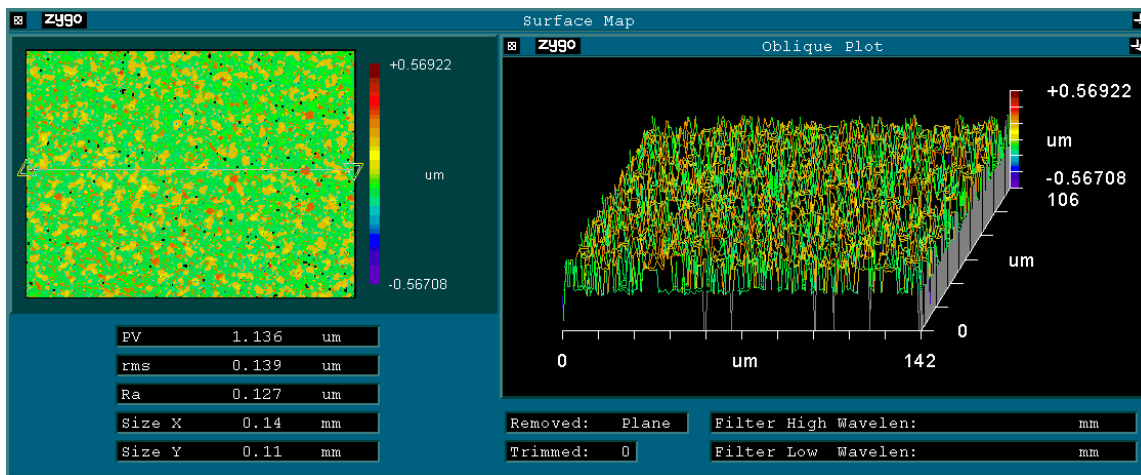 zygo Surface Map
+0.56922
um
-0.56708
zygo Oblique Plot
+0.56922
um
-0.56708
106
um
0
0 um 142
PV 1.136 um
rms 0.139 um
Ra 0.127 um
Size X 0.14 mm
Size Y 0.11 mm
Removed: Plane
Trimmed: 0
Filter High Wavelen: mm
Filter Low Wavelen: mm